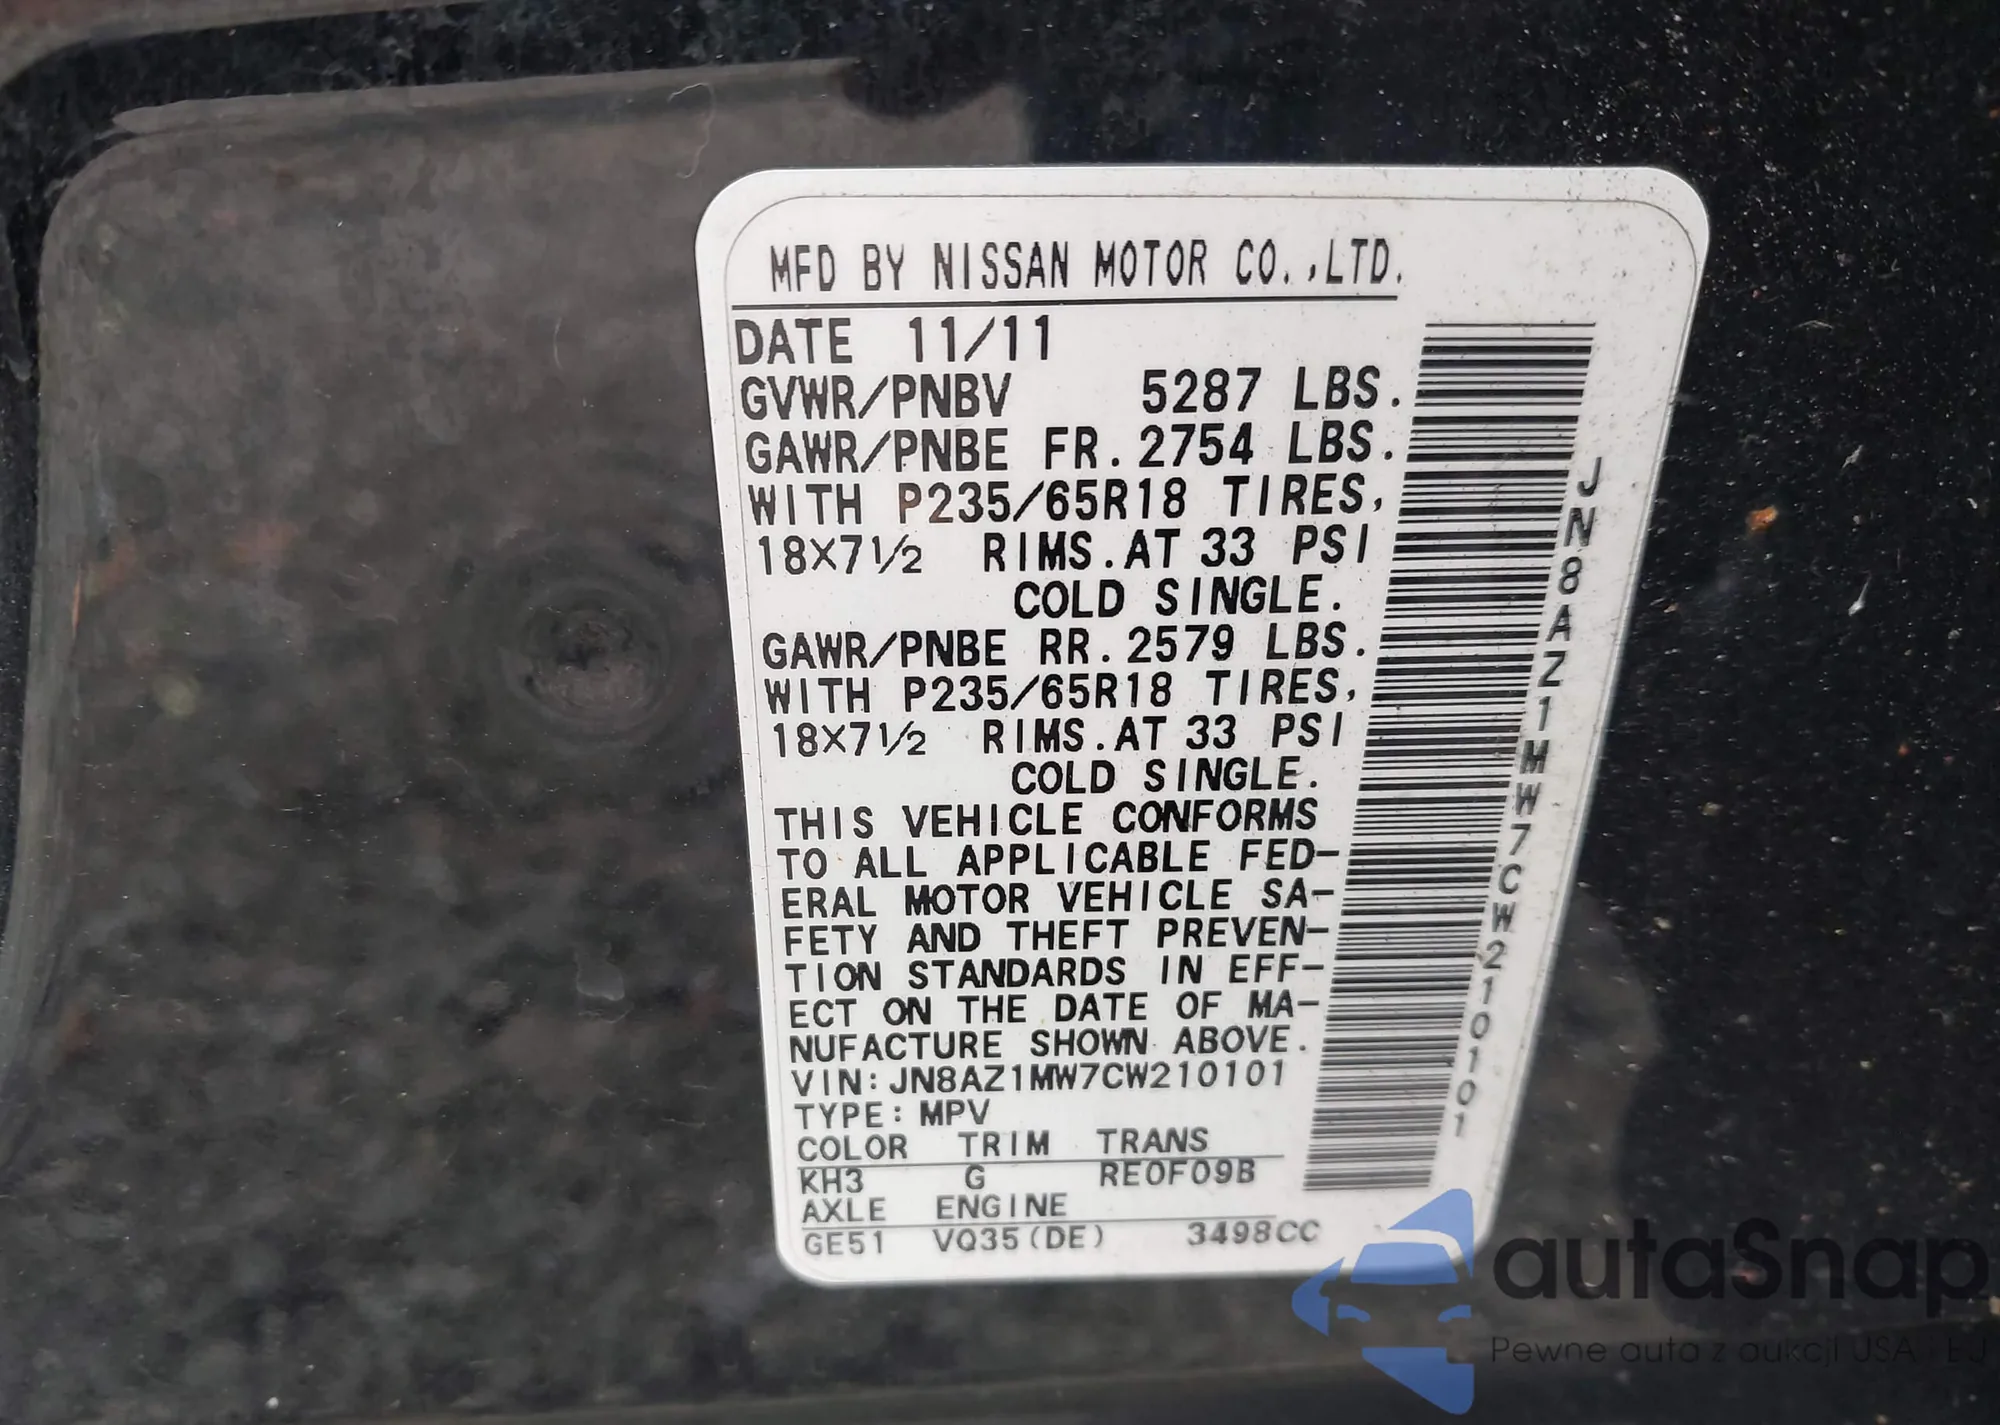 MFD BY NISSAN MOTOR CO.,LTD.
DATE 11/11
GVWR/PNBV 5287 LBS.
GAWR/PNBE FR.2754 LBS.
WITH P235/65R18 TIRES,
18×7½ RIMS.AT 33 PSI
COLD SINGLE.
GAWR/PNBE RR.2579 LBS.
WITH P235/65R18 TIRES,
18×7½ RIMS.AT 33 PSI
COLD SINGLE.
THIS VEHICLE CONFORMS
TO ALL APPLICABLE FED-
ERAL MOTOR VEHICLE SA-
FETY AND THEFT PREVEN-
TION STANDARDS IN EFF-
ECT ON THE DATE OF MA-
NUFACTURE SHOWN ABOVE.
VIN:JN8AZ1MW7CW210101
TYPE:MPV
COLOR TRIM TRANS
KH3 G RE0F09B
AXLE ENGINE
GE51 VQ35(DE) 3498CC
JN8AZ1MW7CW210101
autaSnap
Pewne auta z aukcji USA